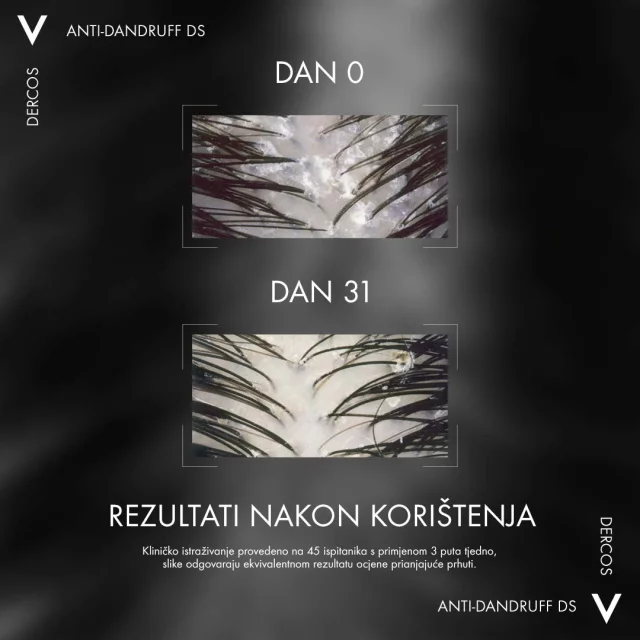 V ANTI-DANDRUFF DS
DERCOS
DAN 0
DAN 31
REZULTATI NAKON KORIŠTENJA
Kliničko istraživanje provedeno na 45 ispitanika s primjenom 3 puta tjedno,
slike odgovaraju ekvivalentnom rezultatu ocjene prianjajuće prhuti.
DERCOS
ANTI-DANDRUFF DS V